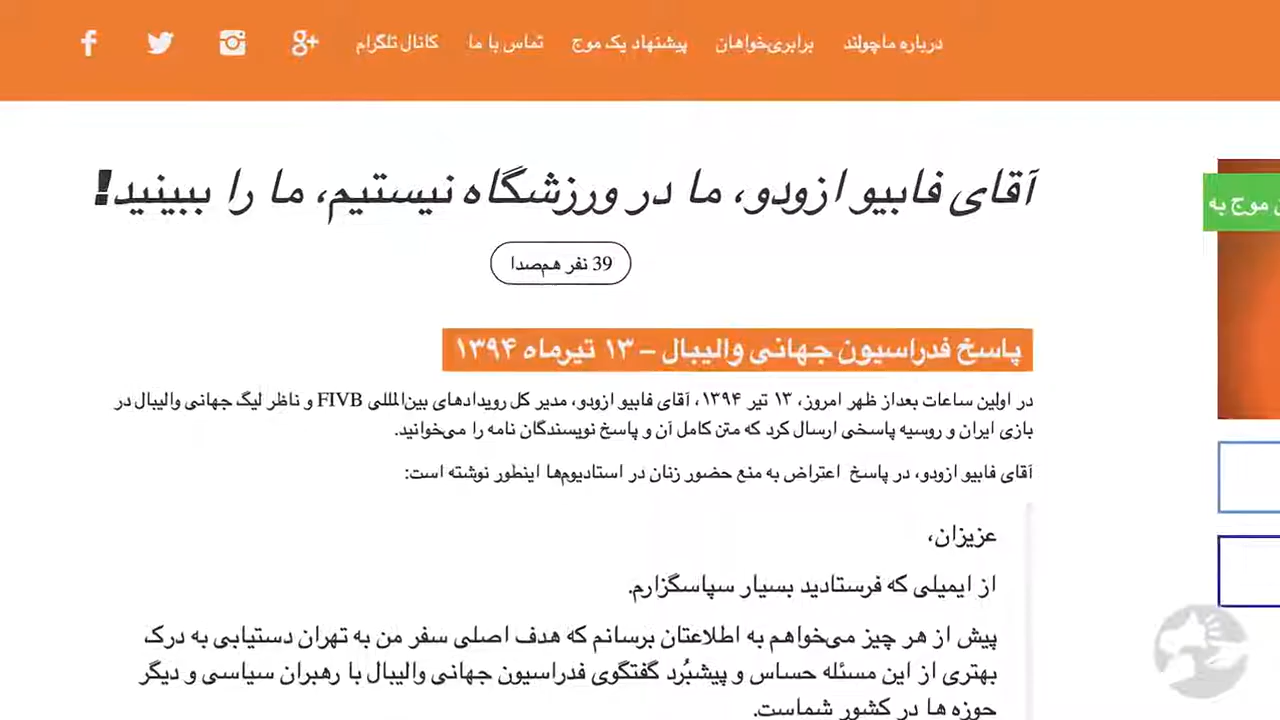 درباره ماچولند برابری‌خواهان پیشنهاد یک موج تماس با ما کانال تلگرام
آقای فابیو ازودو، ما در ورزشگاه نیستیم، ما را ببینید!
موج به
39 نفر هم‌صدا
پاسخ فدراسیون جهانی والیبال – ۱۳ تیرماه ۱۳۹۴
در اولین ساعات بعداز ظهر امروز، ۱۳ تیر ۱۳۹۴، آقای فابیو ازودو، مدیر کل رویدادهای بین‌المللی FIVB و ناظر لیگ جهانی والیبال در
بازی ایران و روسیه پاسخی ارسال کرد که متن کامل آن و پاسخ نویسندگان نامه را می‌خوانید.
آقای فابیو ازودو، در پاسخ اعتراض به منع حضور زنان در استادیوم‌ها اینطور نوشته است:
عزیزان،
از ایمیلی که فرستادید بسیار سپاسگزارم.
پیش از هر چیز می‌خواهم به اطلاعتان برسانم که هدف اصلی سفر من به تهران دستیابی به درک
بهتری از این مسئله حساس و پیشبُرد گفتگوی فدراسیون جهانی والیبال با رهبران سیاسی و دیگر
حوزه ها در کشور شماست.